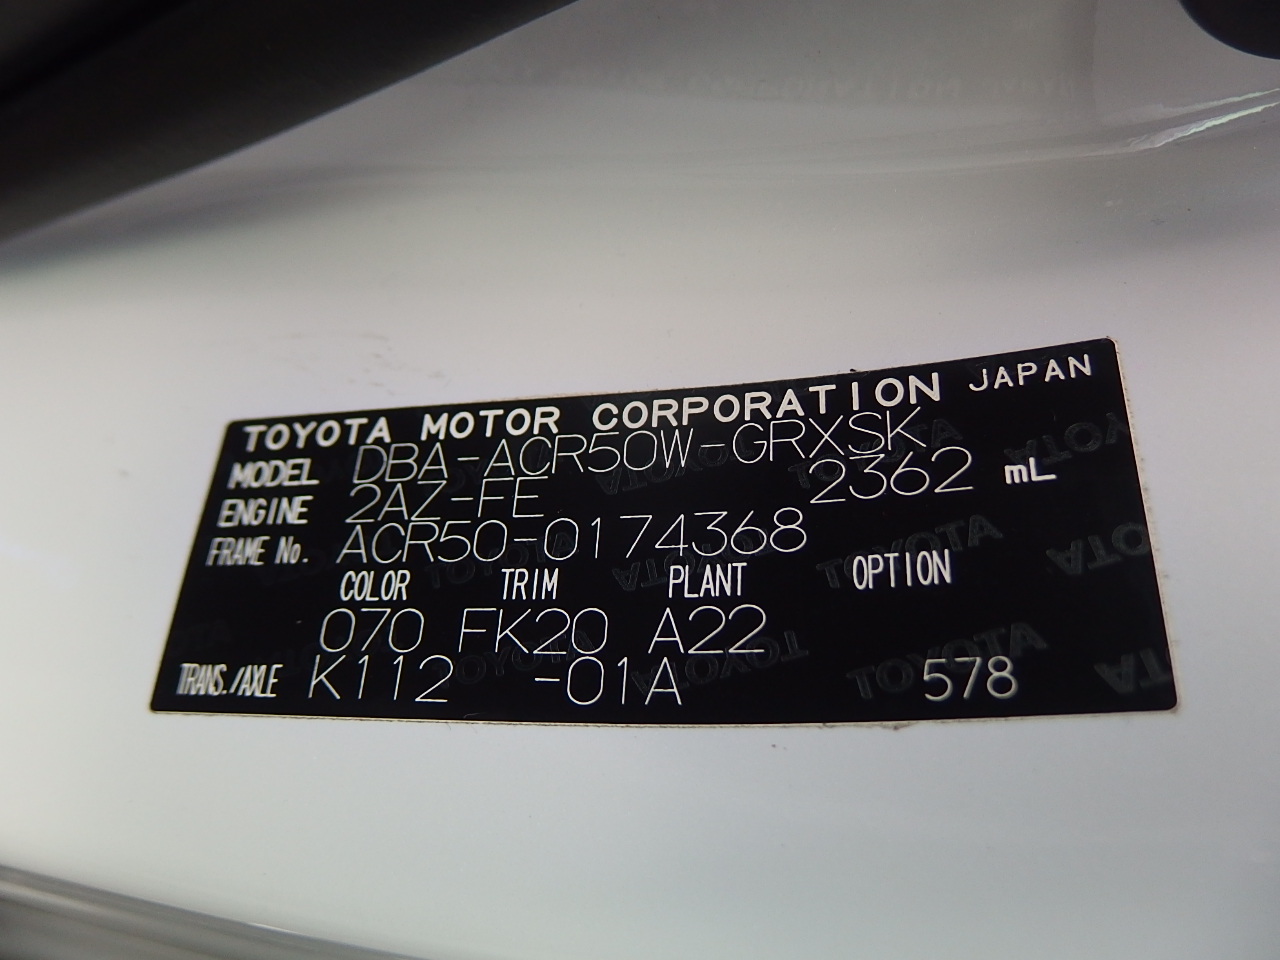 TOYOTA MOTOR CORPORATION JAPAN
MODEL DBA-ACR50W-GRXSK
ENGINE 2AZ-FE 2362 mL
FRAME No. ACR50-0174368
COLOR TRIM PLANT OPTION
070 FK20 A22
TRANS./AXLE K112 -01A 578